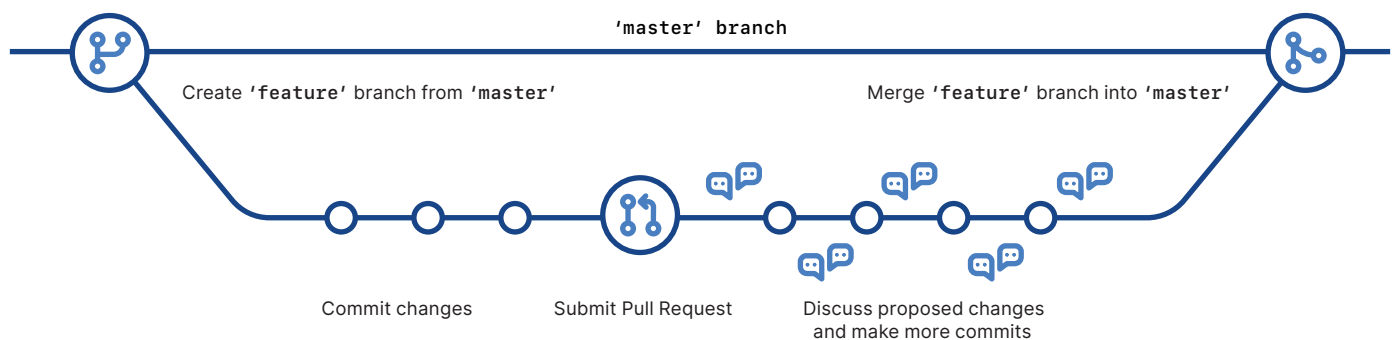 ‘master’ branch
Create ‘feature’ branch from ‘master’
Merge ‘feature’ branch into ‘master’
Commit changes
Submit Pull Request
Discuss proposed changes
and make more commits